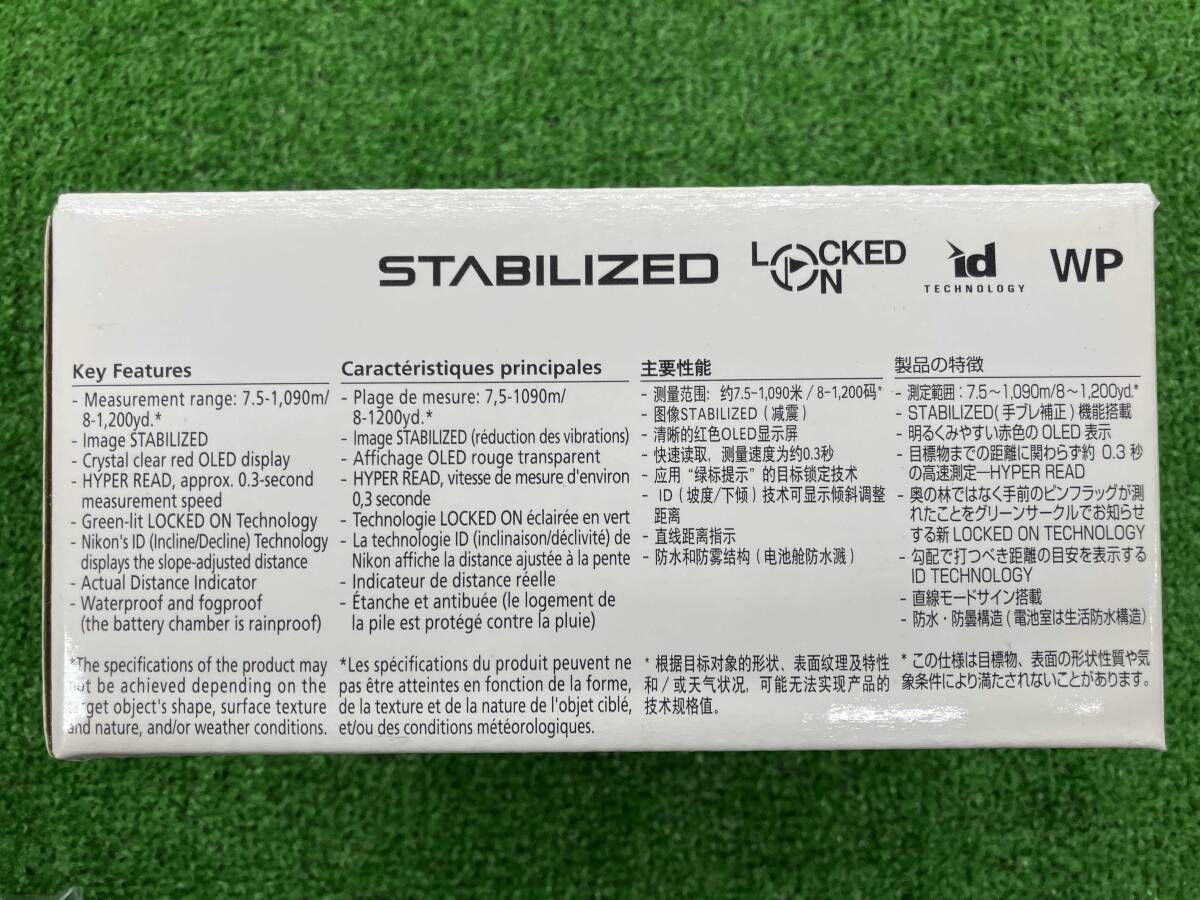 STABILIZED
LOCKED
ON
id
TECHNOLOGY
WP
Key Features
- Measurement range: 7.5-1,090m/
8-1,200yd.*
- Image STABILIZED
- Crystal clear red OLED display
- HYPER READ, approx. 0.3-second
measurement speed
- Green-lit LOCKED ON Technology
- Nikon's ID (Incline/Decline) Technology
displays the slope-adjusted distance
- Actual Distance Indicator
- Waterproof and fogproof
(the battery chamber is rainproof)
*The specifications of the product may
not be achieved depending on the
target object's shape, surface texture
and nature, and/or weather conditions.
Caractéristiques principales
- Plage de mesure: 7,5-1090m/
8-1200yd.*
- Image STABILIZED (réduction des vibrations)
- Affichage OLED rouge transparent
- HYPER READ, vitesse de mesure d'environ
0,3 seconde
- Technologie LOCKED ON éclairée en vert
- La technologie ID (inclinaison/déclivité) de
Nikon affiche la distance ajustée à la pente
- Indicateur de distance réelle
- Étanche et antibuée (le logement de
la pile est protégé contre la pluie)
*Les spécifications du produit peuvent ne
pas être atteintes en fonction de la forme,
de la texture et de la nature de l'objet ciblé,
et/ou des conditions météorologiques.
主要性能
- 测量范围: 约7.5-1,090米 / 8-1,200码*
- 图像STABILIZED (减震)
- 清晰的红色OLED显示屏
- 快速读取, 测量速度为约0.3秒
- 应用“绿标提示”的目标锁定技术
- ID (坡度/下倾) 技术可显示倾斜调整
距离
- 直线距离指示
- 防水和防雾结构 (电池舱防水溅)
* 根据目标对象的形状、表面纹理及特性
和 / 或天气状况, 可能无法实现产品的
技术规格值。
製品の特徴
- 測定範囲 : 7.5～1,090m/8～1,200yd.*
- STABILIZED(手ブレ補正)機能搭載
- 明るくみやすい赤色の OLED 表示
- 目標物までの距離に関わらず約 0.3 秒
の高速測定―HYPER READ
- 奥の林ではなく手前のピンフラッグが測
れたことをグリーンサークルでお知らせ
する新 LOCKED ON TECHNOLOGY
- 勾配で打つべき距離の目安を表示する
ID TECHNOLOGY
- 直線モードサイン搭載
- 防水・防曇構造(電池室は生活防水構造)
* この仕様は目標物、表面の形状性質や気
象条件により満たされないことがあります。